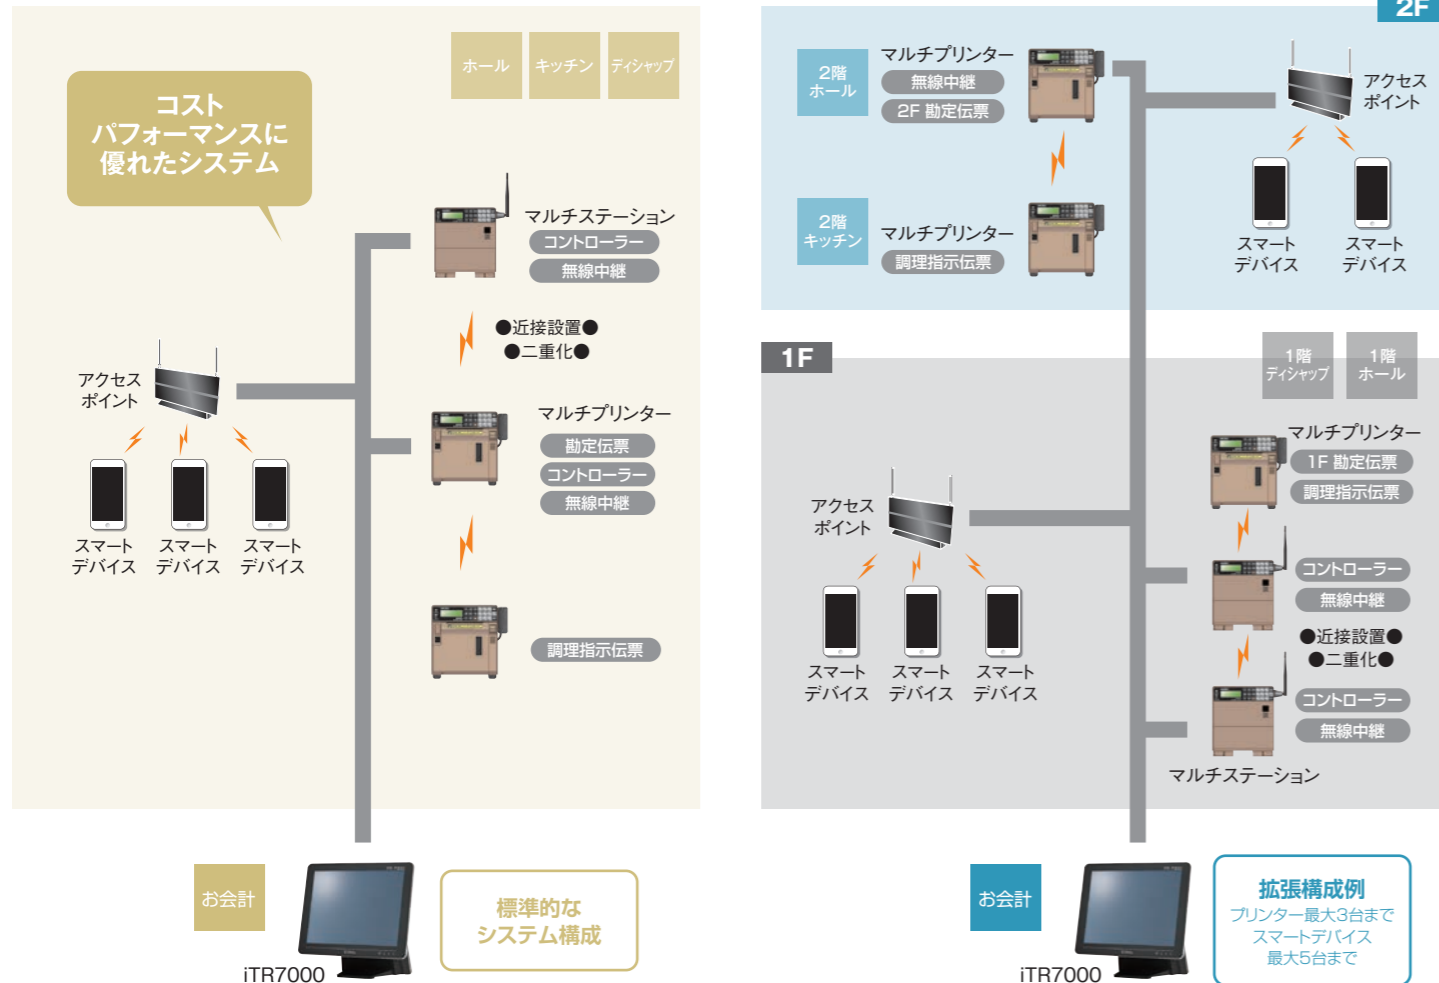 コスト
パフォーマンスに
優れたシステム
ホール
キッチン
ディシャップ
マルチステーション
コントローラー
無線中継
●近接設置●
●二重化●
アクセス
ポイント
マルチプリンター
勘定伝票
コントローラー
無線中継
スマート
デバイス
スマート
デバイス
スマート
デバイス
調理指示伝票
お会計
iTR7000
標準的な
システム構成
2F
2階
ホール
マルチプリンター
無線中継
2F 勘定伝票
アクセス
ポイント
2階
キッチン
マルチプリンター
調理指示伝票
スマート
デバイス
スマート
デバイス
1F
1階
ディシャップ
1階
ホール
マルチプリンター
1F 勘定伝票
調理指示伝票
アクセス
ポイント
コントローラー
無線中継
●近接設置●
●二重化●
スマート
デバイス
スマート
デバイス
スマート
デバイス
コントローラー
無線中継
マルチステーション
お会計
iTR7000
拡張構成例
プリンター最大3台まで
スマートデバイス
最大5台まで